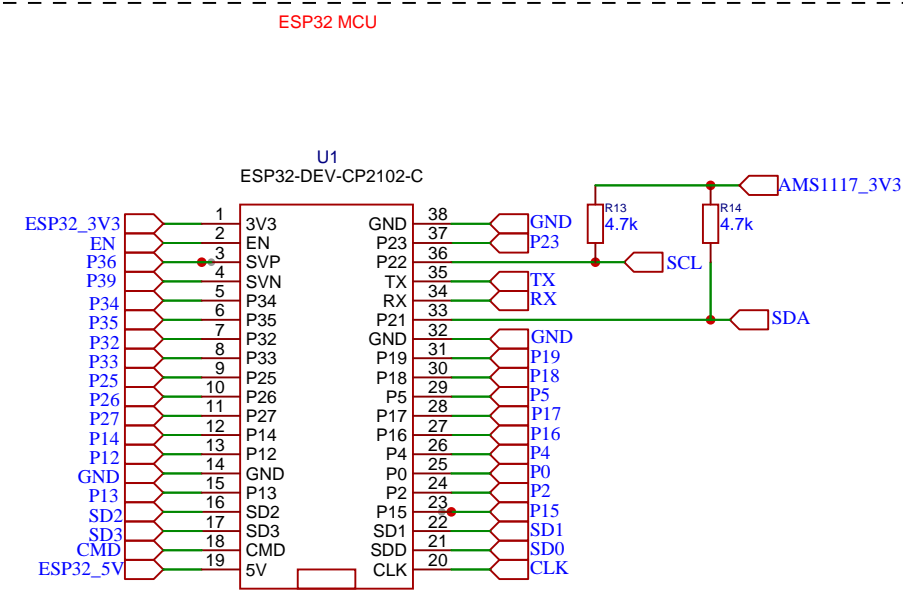 ESP32 MCU
U1
ESP32-DEV-CP2102-C
AMS1117_3V3
R13
4.7k
R14
4.7k
ESP32_3V3 1 3V3 GND 38 GND
EN 2 EN P23 37 P23
P36 3 SVP P22 36 SCL
P39 4 SVN TX 35 TX
P34 5 P34 RX 34 RX
P35 6 P35 P21 33 SDA
P32 7 P32 GND 32 GND
P33 8 P33 P19 31 P19
P25 9 P25 P18 30 P18
P26 10 P26 P5 29 P5
P27 11 P27 P17 28 P17
P14 12 P14 P16 27 P16
P12 13 P12 P4 26 P4
GND 14 GND P0 25 P0
P13 15 P13 P2 24 P2
SD2 16 SD2 P15 23 P15
SD3 17 SD3 SD1 22 SD1
CMD 18 CMD SDD 21 SD0
ESP32_5V 19 5V CLK 20 CLK